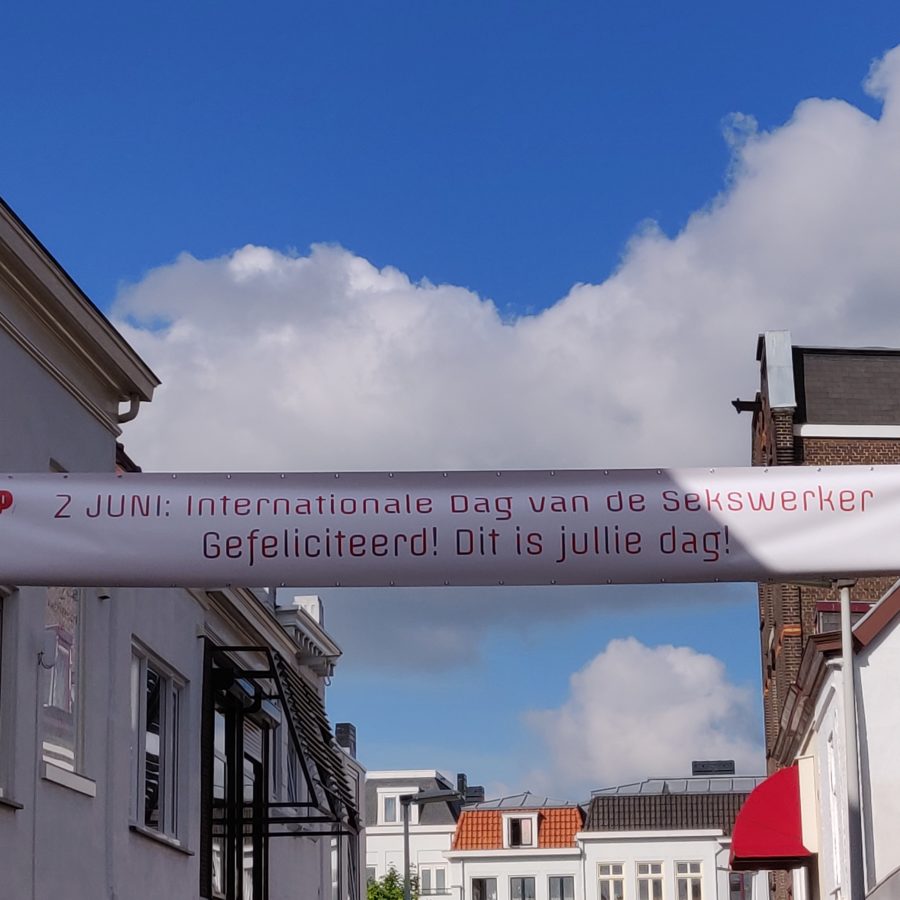 2 JUNI: Internationale Dag van de Sekswerker
Gefeliciteerd! Dit is jullie dag!